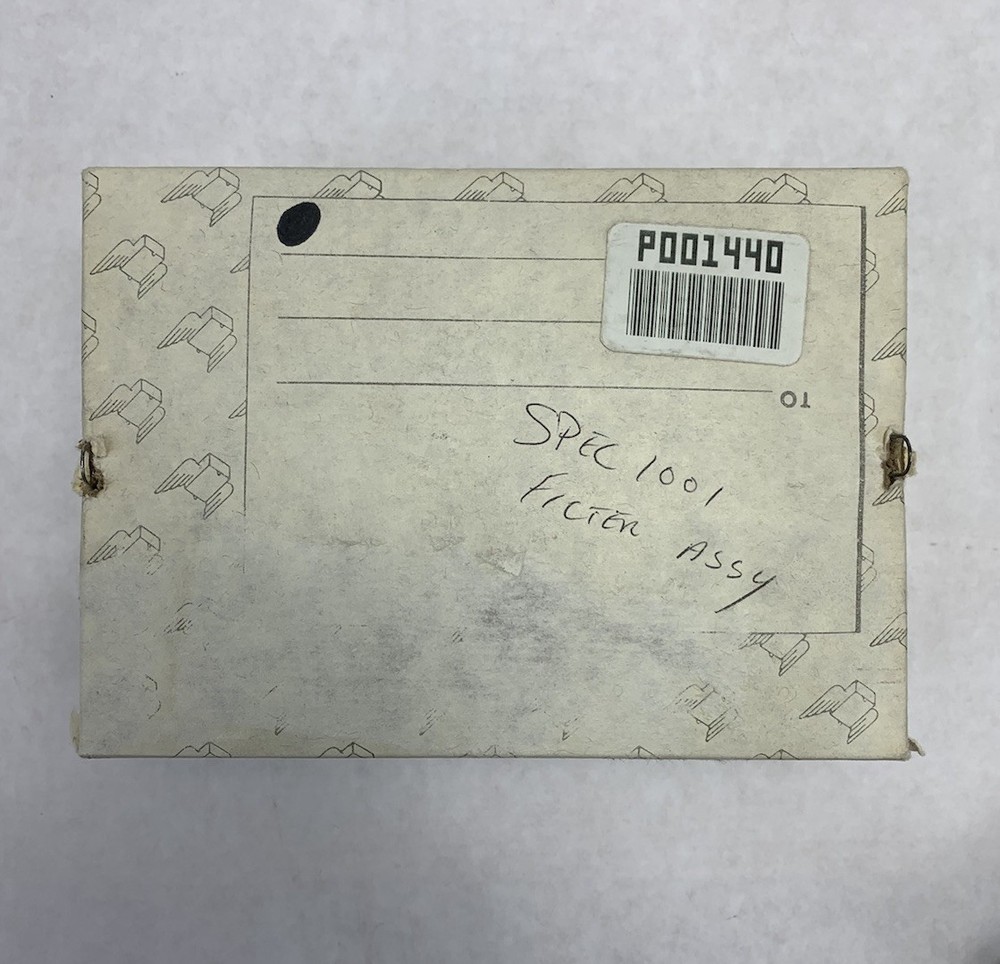 P001440
TO
SPEC 1001
FILTER ASSY